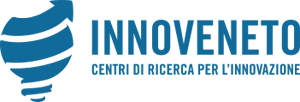 INNOVENETO
CENTRI DI RICERCA PER L'INNOVAZIONE